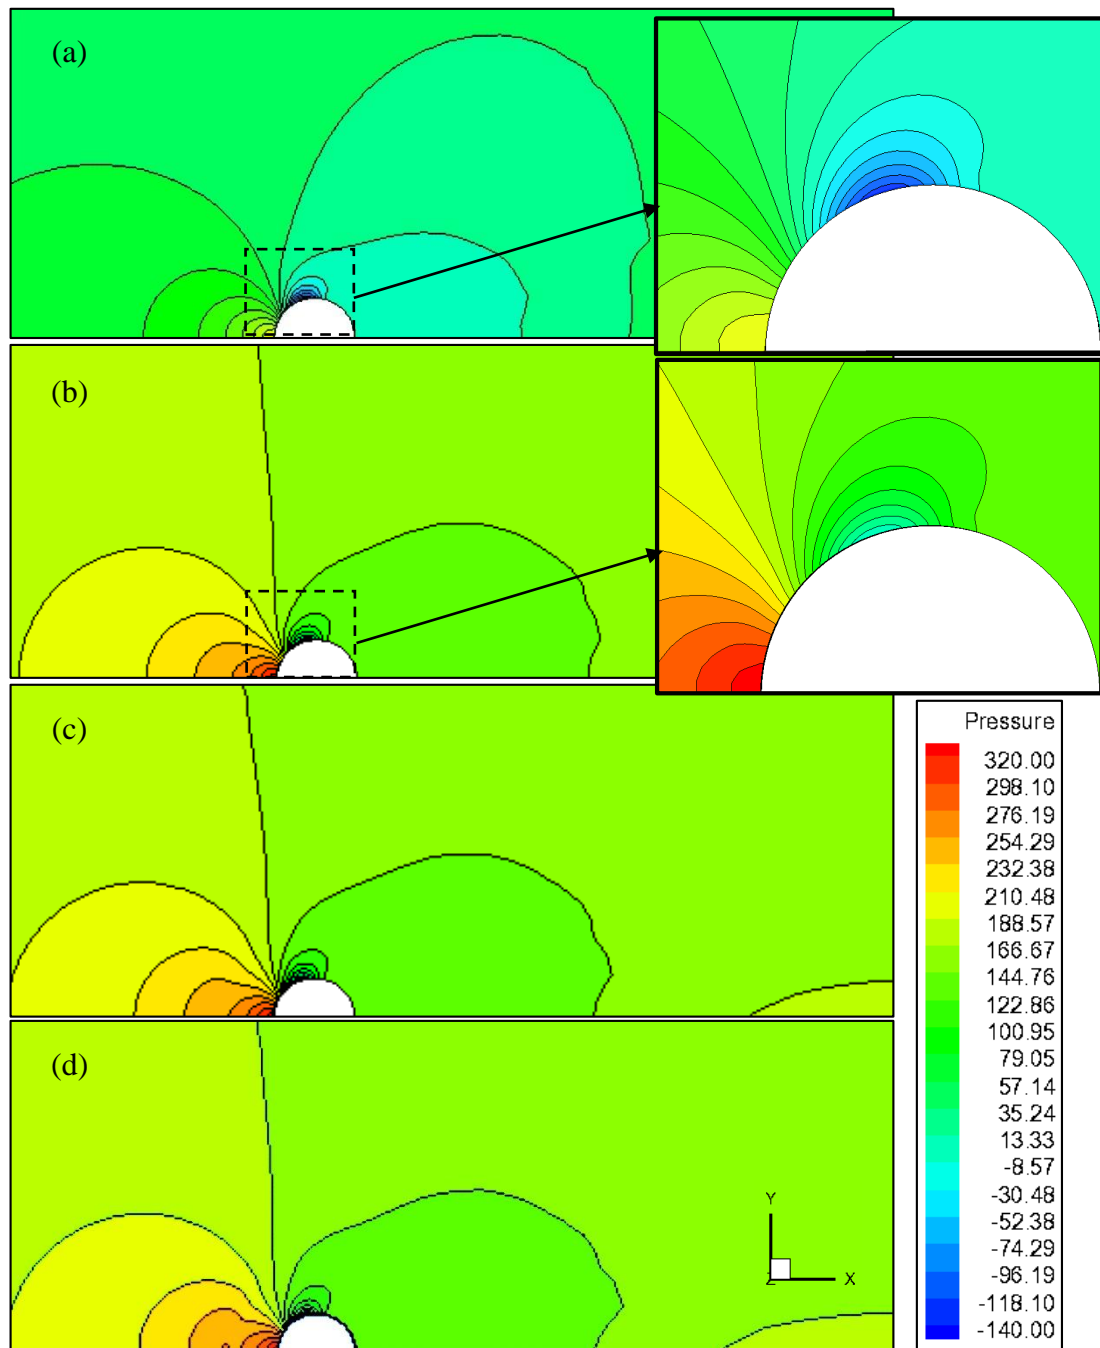 (a)
(b)
(c)
(d)
Y
Z
X
Pressure
320.00
298.10
276.19
254.29
232.38
210.48
188.57
166.67
144.76
122.86
100.95
79.05
57.14
35.24
13.33
-8.57
-30.48
-52.38
-74.29
-96.19
-118.10
-140.00